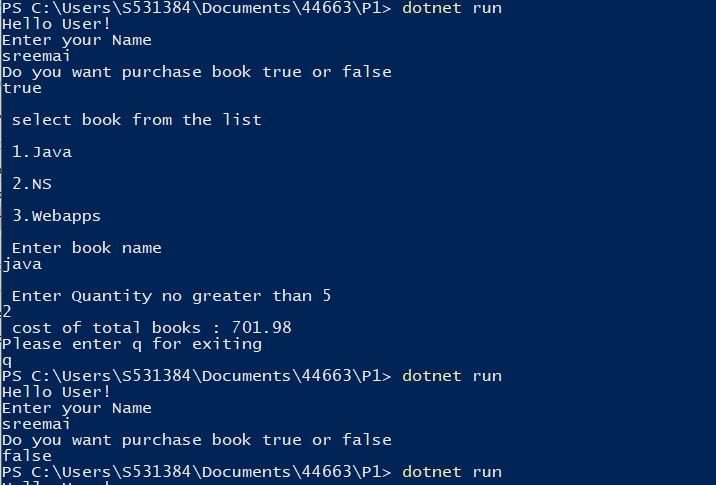 PS C:\Users\S531384\Documents\44663\P1> dotnet run
Hello User!
Enter your Name
sreemai
Do you want purchase book true or false
true
select book from the list
1.Java
2.NS
3.Webapps
Enter book name
java
Enter Quantity no greater than 5
2
cost of total books : 701.98
Please enter q for exiting
q
PS C:\Users\S531384\Documents\44663\P1> dotnet run
Hello User!
Enter your Name
sreemai
Do you want purchase book true or false
false
PS C:\Users\S531384\Documents\44663\P1> dotnet run